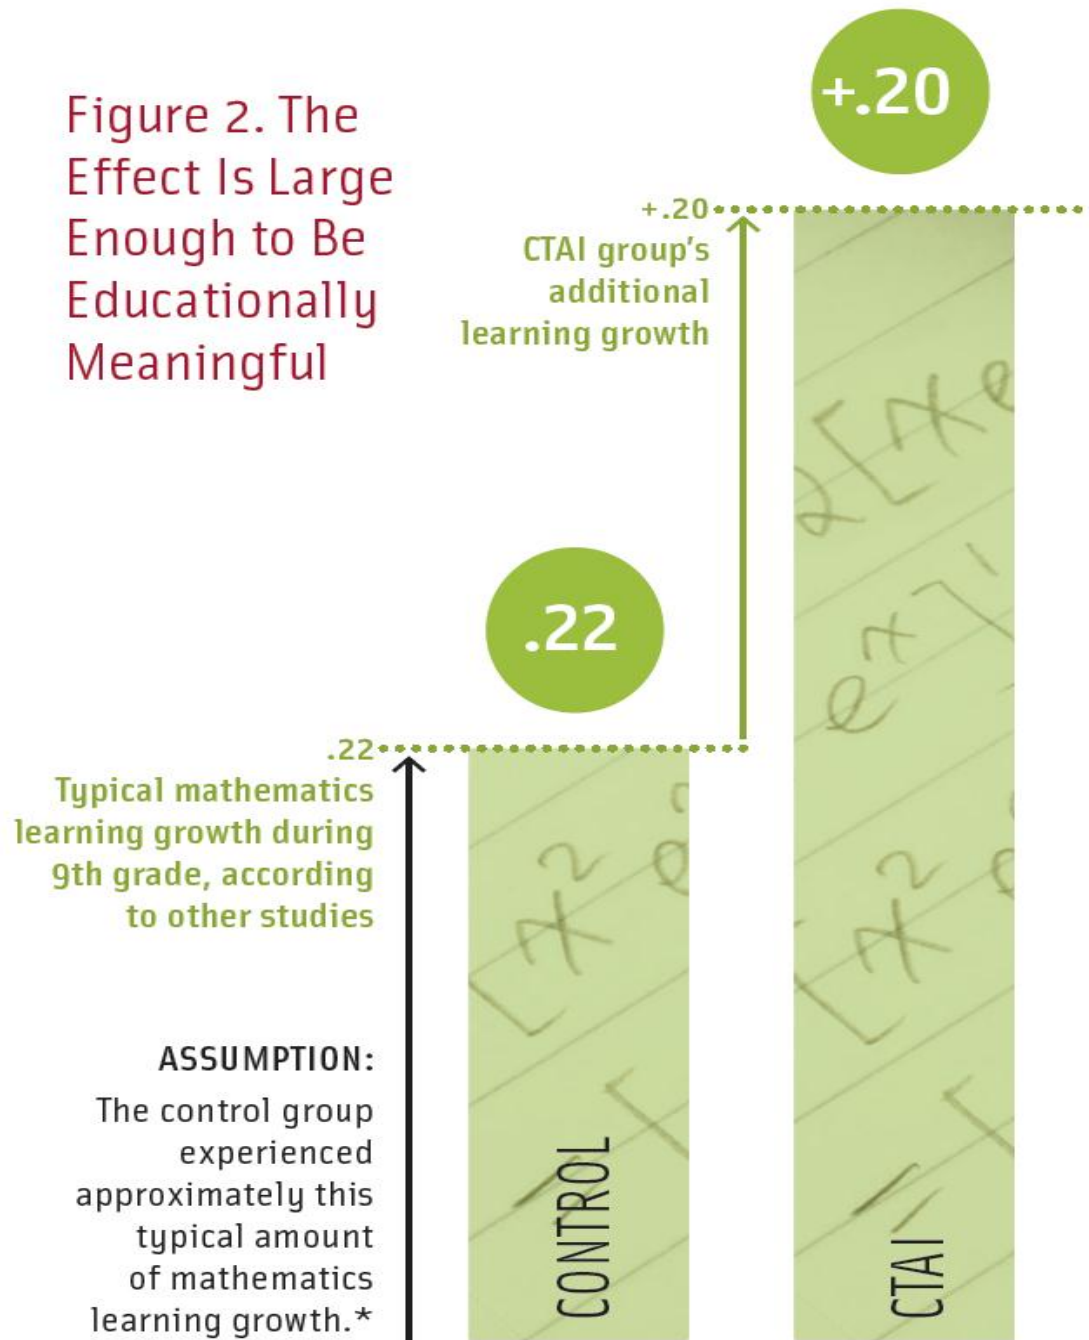 Figure 2. The
Effect Is Large
Enough to Be
Educationally
Meaningful
+.20
+.20
CTAI group's
additional
learning growth
.22
.22
Typical mathematics
learning growth during
9th grade, according
to other studies
ASSUMPTION:
The control group
experienced
approximately this
typical amount
of mathematics
learning growth.*
CONTROL
CTAI